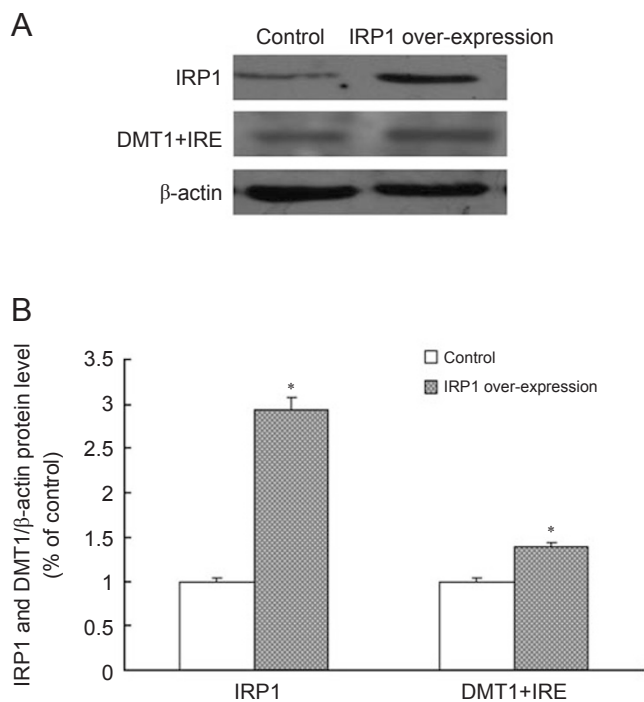 A
Control IRP1 over-expression
IRP1
DMT1+IRE
β-actin
B
IRP1 and DMT1/β-actin protein level
(% of control)
3.5
3
2.5
2
1.5
1
0.5
0
*
*
Control
IRP1 over-expression
IRP1 DMT1+IRE